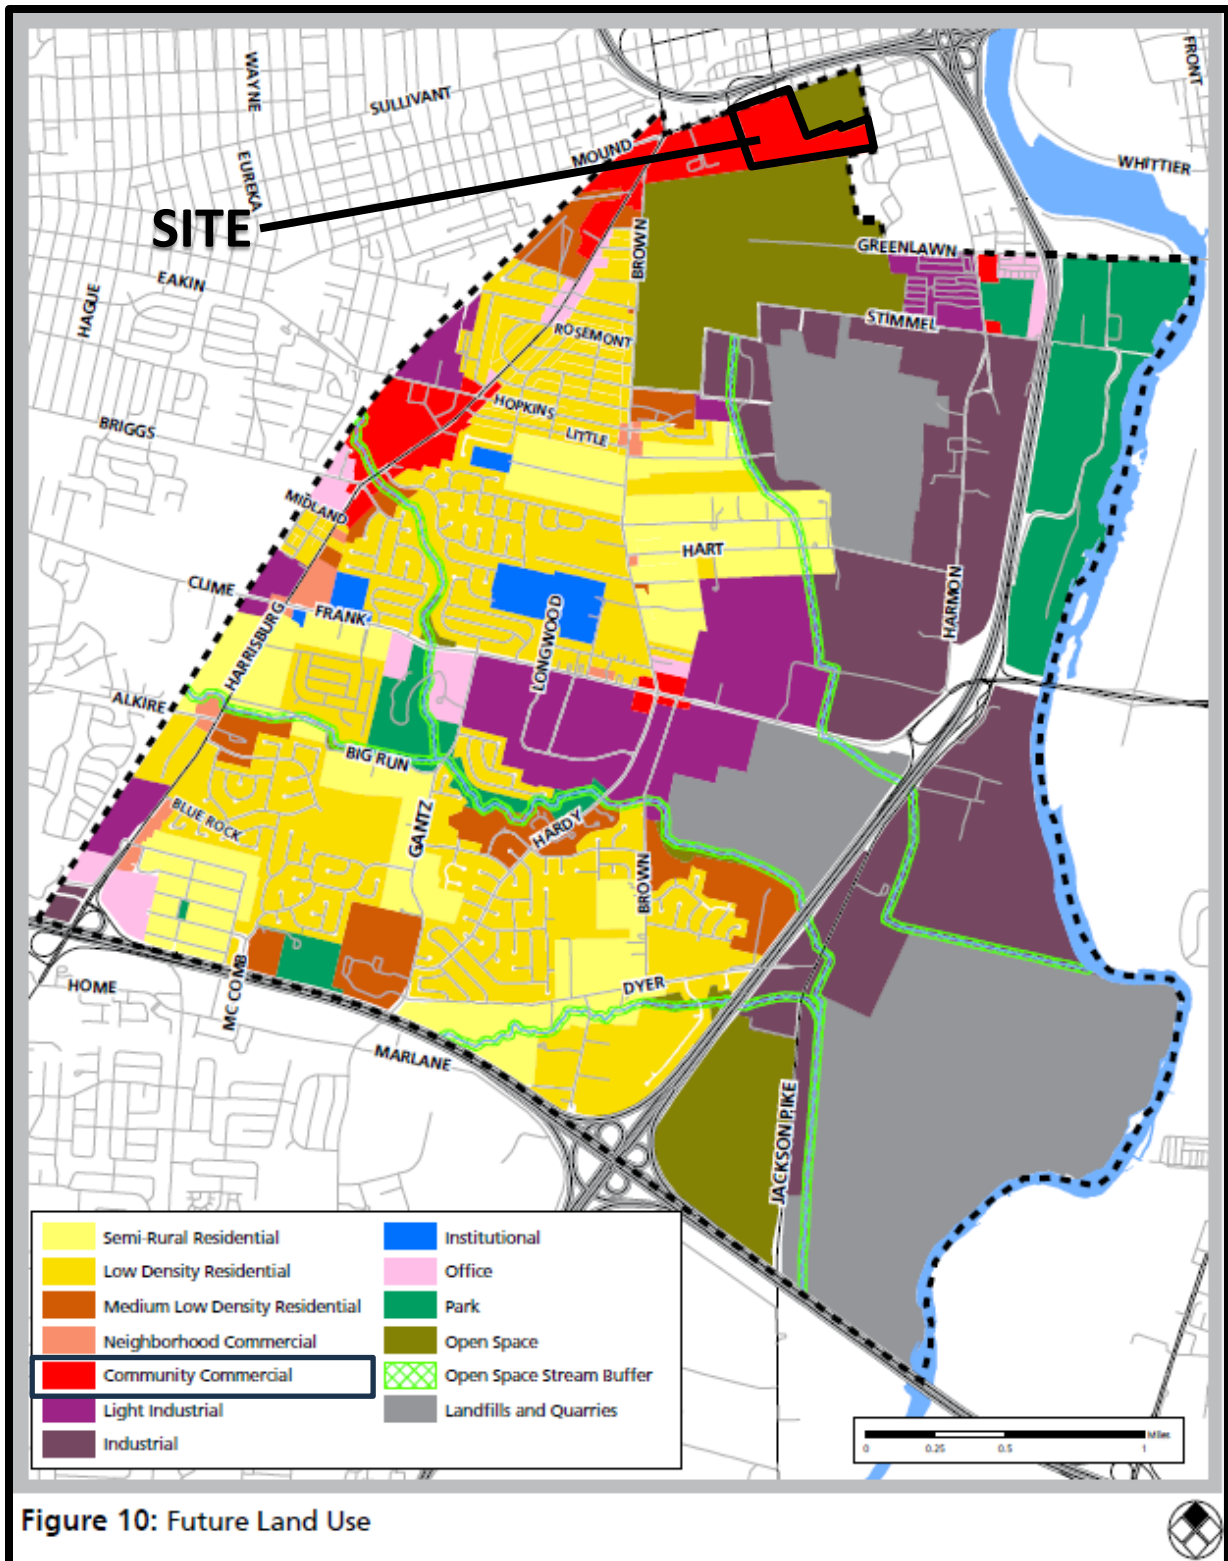 WAYNE
SULLIVANT
FRONT
EUREKA
MOUND
WHITTIER
SITE
BROWN
GREENLAWN
EAKIN
HAGUE
STIMMEL
ROSEMONT
HOPKINS
LITTLE
BRIGGS
MIDLAND
HART
CLIME
FRANK
HARRISBURG
LONGWOOD
HARMON
ALKIRE
BIG RUN
BLUE ROCK
GANTZ
HARDY
BROWN
HOME
MC COMB
DYER
MARLANE
JACKSON PIKE
Semi-Rural Residential
Low Density Residential
Medium Low Density Residential
Neighborhood Commercial
Community Commercial
Light Industrial
Industrial
Institutional
Office
Park
Open Space
Open Space Stream Buffer
Landfills and Quarries
Miles
0 0.25 0.5 1
Figure 10: Future Land Use